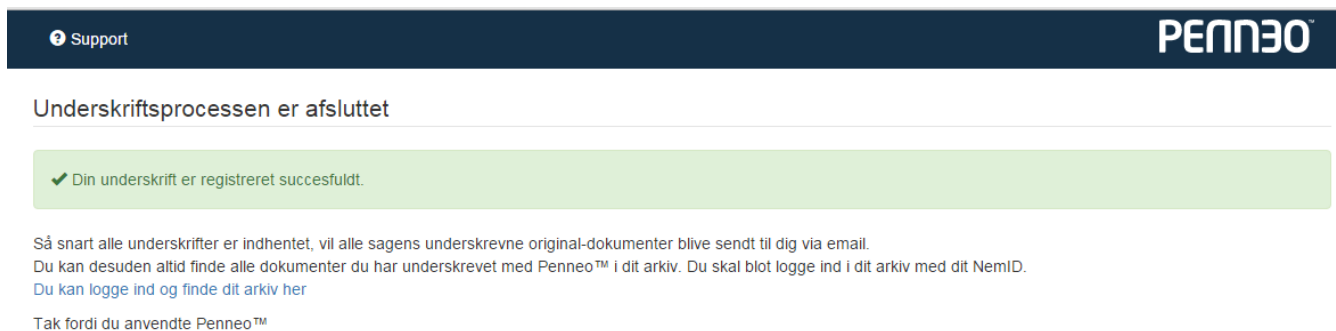 Support
PENNEO™
Underskriftsprocessen er afsluttet
Din underskrift er registreret succesfuldt.
Så snart alle underskrifter er indhentet, vil alle sagens underskrevne original-dokumenter blive sendt til dig via email.
Du kan desuden altid finde alle dokumenter du har underskrevet med Penneo™ i dit arkiv. Du skal blot logge ind i dit arkiv med dit NemID.
Du kan logge ind og finde dit arkiv her
Tak fordi du anvendte Penneo™